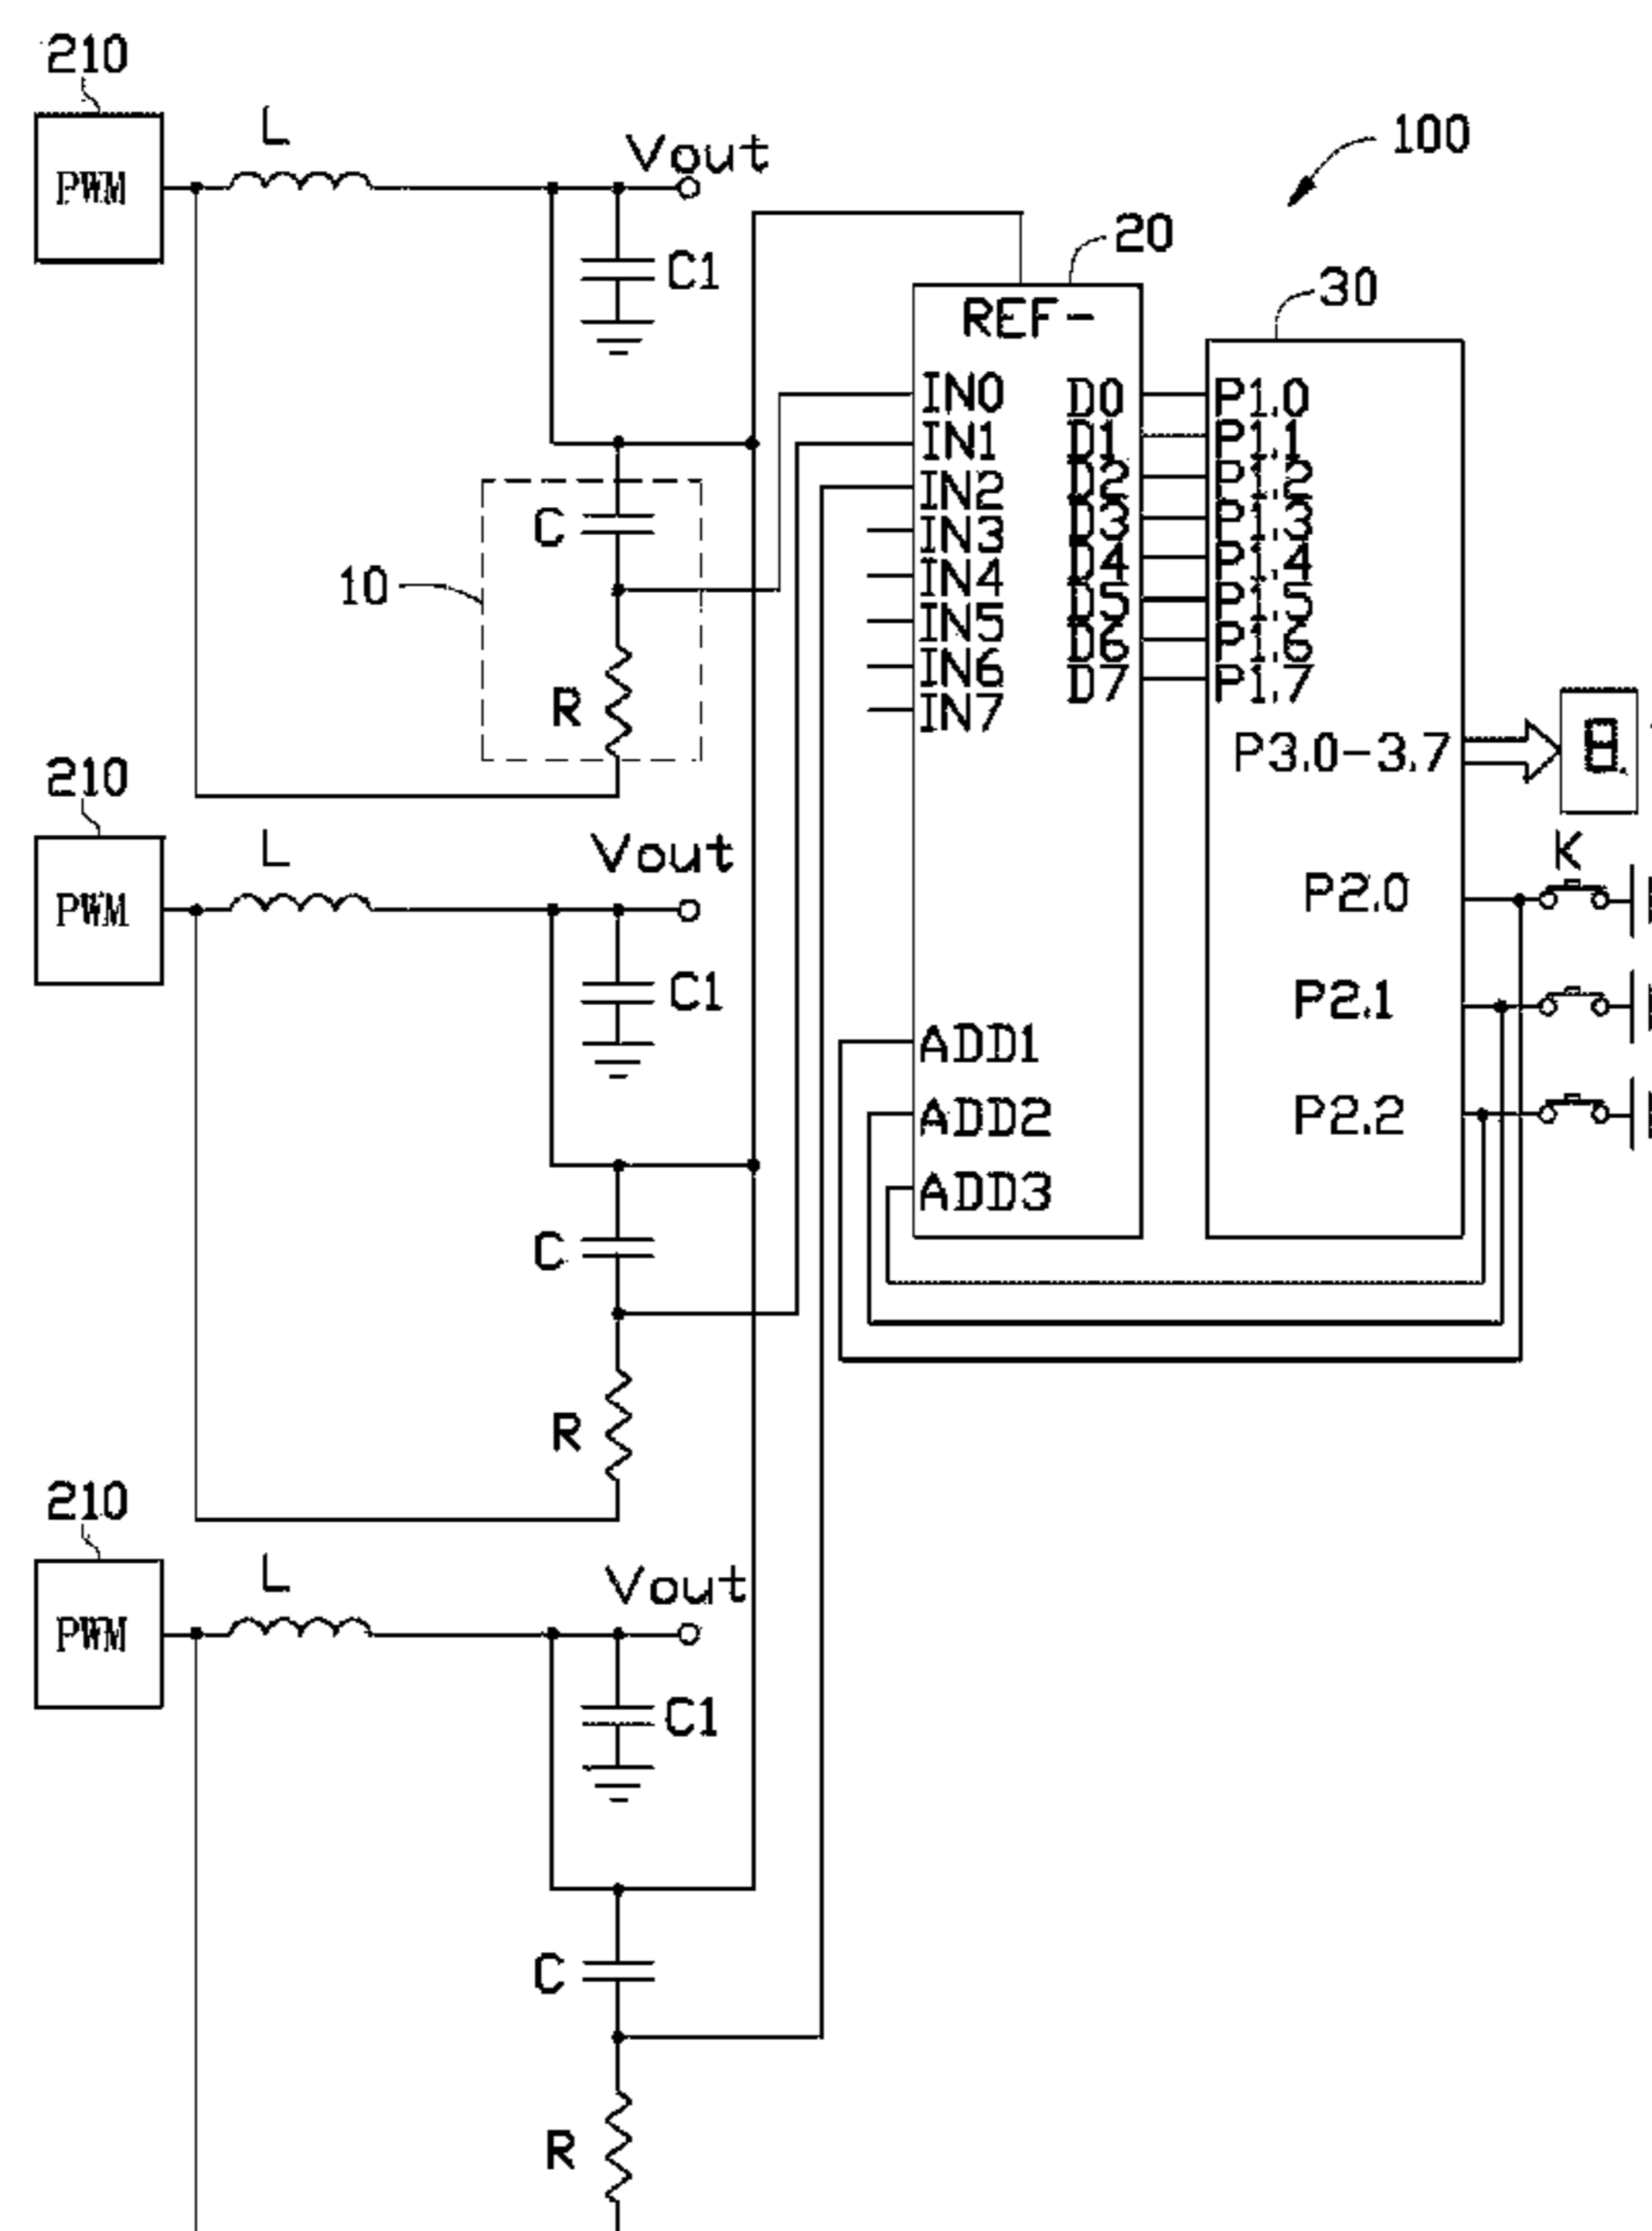 210
L
Vout
100
PWM
20
C1
30
REF-
IN0 D0 P1.0
IN1 D1 P1.1
IN2 D2 P1.2
C IN3 D3 P1.3
10 IN4 D4 P1.4
IN5 D5 P1.5
IN6 D6 P1.6
R IN7 D7 P1.7
P3.0-3.7
8.
210
L
Vout
K
PWM
P2.0
C1
P2.1
ADD1
ADD2
P2.2
ADD3
C
R
210
L
Vout
PWM
C1
C
R